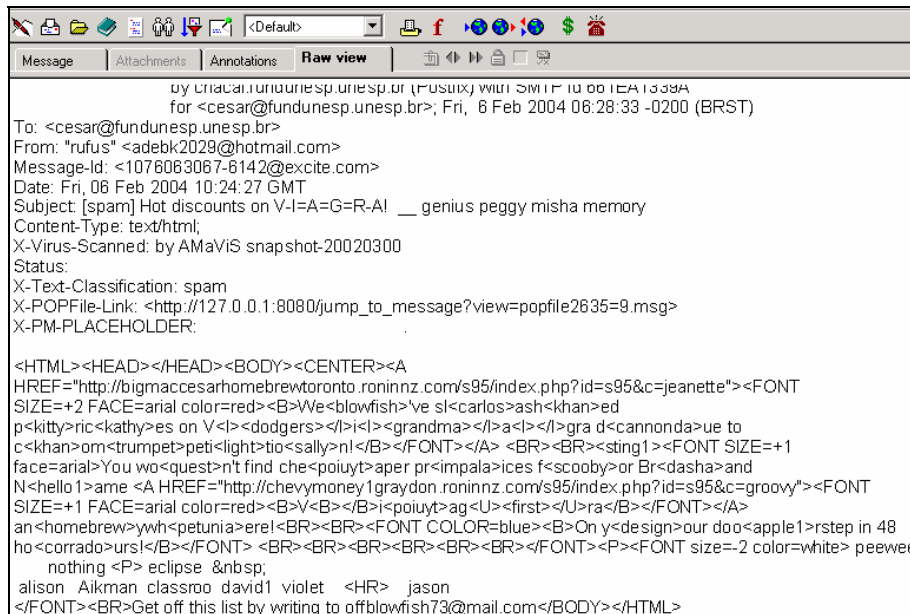 <Default>
Message Attachments Annotations Raw view
by chacal.fundunesp.unesp.br (Postfix) with SMTP id 661EA1339A
for <cesar@fundunesp.unesp.br>; Fri,  6 Feb 2004 06:28:33 -0200 (BRST)
To: <cesar@fundunesp.unesp.br>
From: "rufus" <adebk2029@hotmail.com>
Message-Id: <1076063067-6142@excite.com>
Date: Fri, 06 Feb 2004 10:24:27 GMT
Subject: [spam] Hot discounts on V-I=A=G=R-A!  __ genius peggy misha memory
Content-Type: text/html;
X-Virus-Scanned: by AMaViS snapshot-20020300
Status:
X-Text-Classification: spam
X-POPFile-Link: <http://127.0.0.1:8080/jump_to_message?view=popfile2635=9.msg>
X-PM-PLACEHOLDER: .
<HTML><HEAD></HEAD><BODY><CENTER><A
HREF="http://bigmaccesarhomebrewtoronto.roninnz.com/s95/index.php?id=s95&c=jeanette"><FONT
SIZE=+2 FACE=arial color=red><B>We<blowfish>'ve sl<carlos>ash<khan>ed
p<kitty>ric<kathy>es on V<I><dodgers></I>i<I><grandma></I>a<I></I>gra d<cannonda>ue to
c<khan>om<trumpet>peti<light>tio<sally>n!</B></FONT></A> <BR><BR><sting1><FONT SIZE=+1
face=arial>You wo<quest>n't find che<poiuyt>aper pr<impala>ices f<scooby>or Br<dasha>and
N<hello1>ame <A HREF="http://chevymoney1graydon.roninnz.com/s95/index.php?id=s95&c=groovy"><FONT
SIZE=+1 FACE=arial color=red><B>V<B></B>i<poiuyt>ag<U><first></U>ra</B></FONT></A>
an<homebrew>ywh<petunia>ere!<BR><BR><FONT COLOR=blue><B>On y<design>our doo<apple1>rstep in 48
ho<corrado>urs!</B></FONT> <BR><BR><BR><BR><BR><BR></FONT><P><FONT size=-2 color=white> peewee
nothing <P> eclipse  &nbsp;
alison  Aikman  classroo  david1  violet   <HR>   jason
</FONT><BR>Get off this list by writing to offblowfish73@mail.com</BODY></HTML>